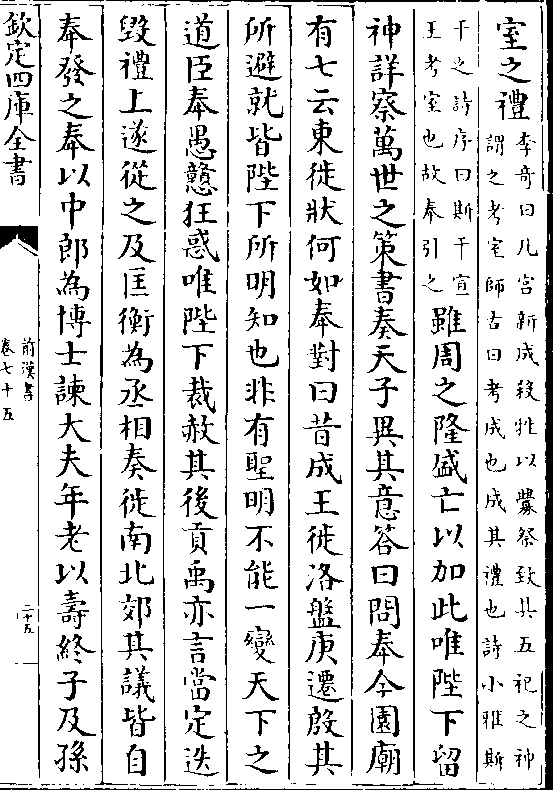 室之禮李奇曰凡宮新成殺牲以釁祭致其五祀之神
謂之考室師古曰考成也成其禮也詩小雅斯
干之詩序曰斯干宣
王考室也故奉引之雖周之隆盛亡以加此唯陛下留
神詳察萬世之策書奏天子異其意答曰問奉今園廟
有七云東徙狀何如奉對曰昔成王徙洛盤庚遷殷其
所避就皆陛下所明知也非有聖明不能一變天下之
道臣奉愚戇狂惑唯陛下裁赦其後貢禹亦言當定迭
毀禮上遂從之及匡衡為丞相奏徙南北郊其議皆自
奉發之奉以中郎為博士諫大夫年老以壽終子及孫
欽定四庫全書
前漢書
卷七十五
二十五